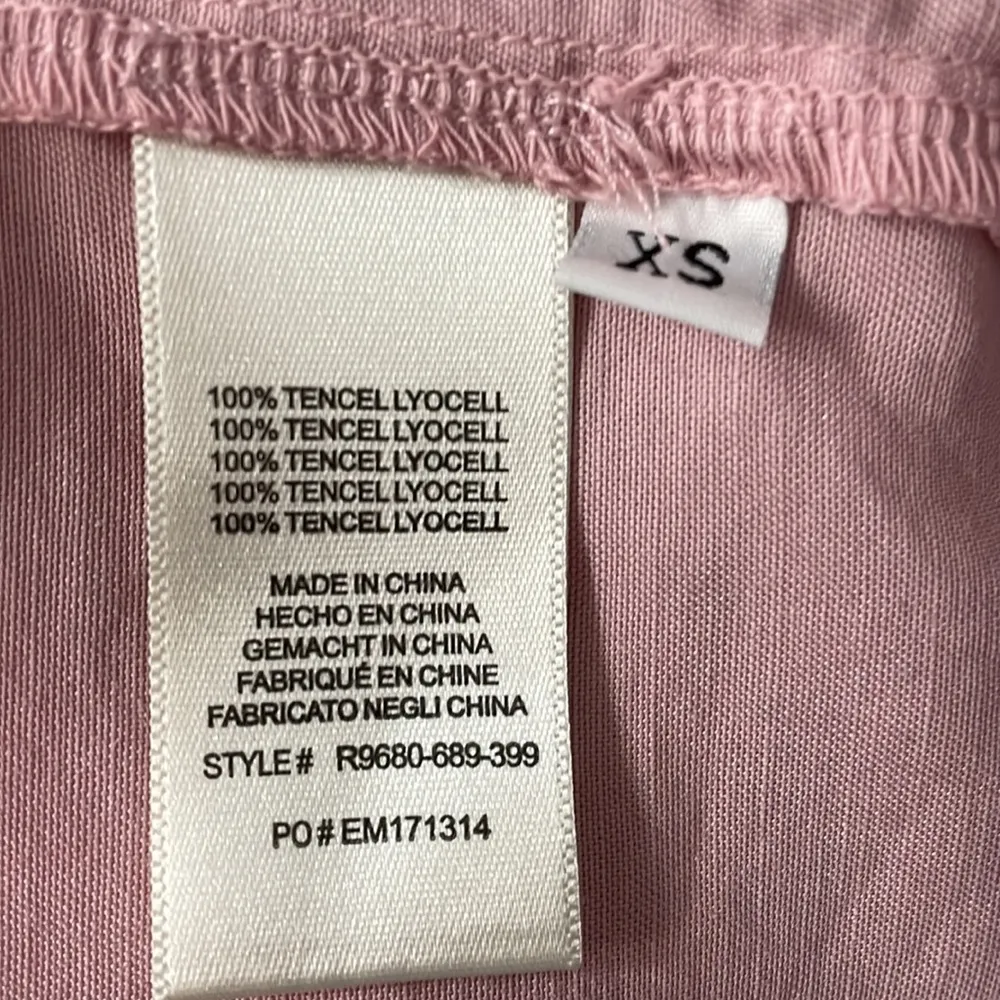 XS
100% TENCEL LYOCELL
100% TENCEL LYOCELL
100% TENCEL LYOCELL
100% TENCEL LYOCELL
100% TENCEL LYOCELL
MADE IN CHINA
HECHO EN CHINA
GEMACHT IN CHINA
FABRIQUÉ EN CHINE
FABRICATO NEGLI CHINA
STYLE# R9680-689-399
PO# EM171314